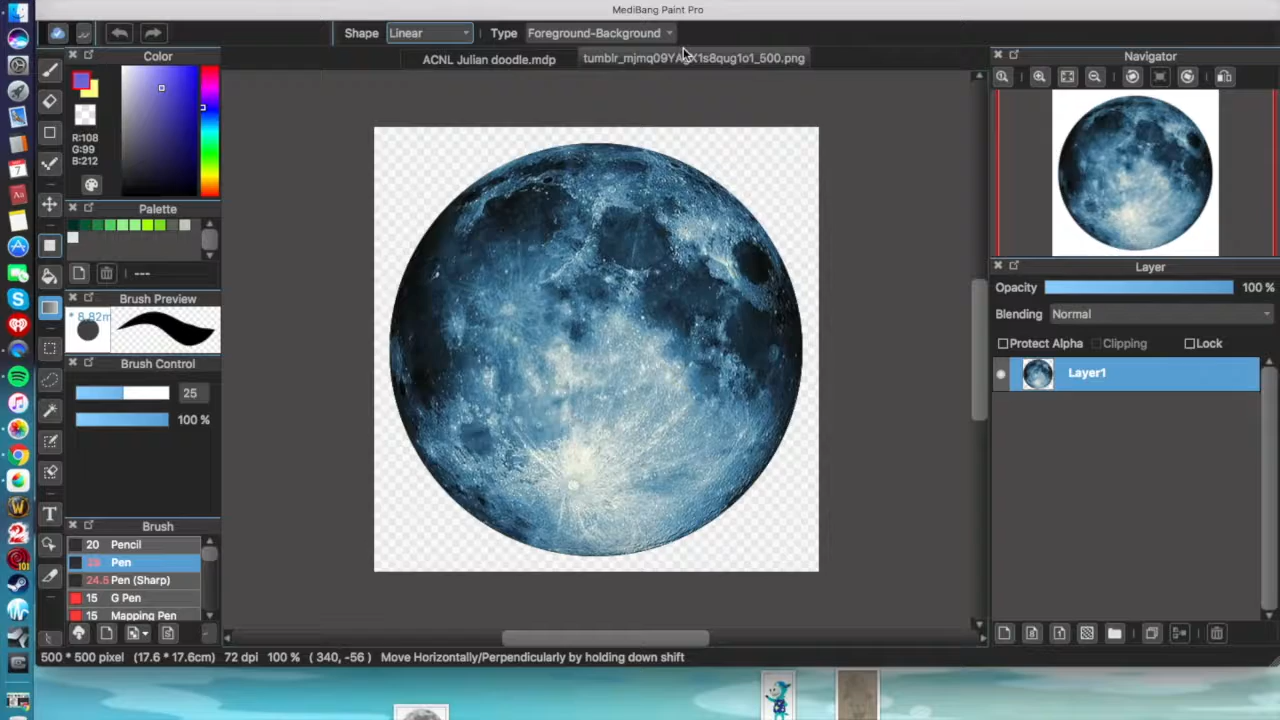 MediBang Paint Pro
Shape Linear Type Foreground-Background
ACNL Julian doodle.mdp
Color
R:108
G:99
B:212
Palette
---
Brush Preview
* 8.82m
Brush Control
25
100 %
Brush
20 Pencil
Pen
24.5 Pen (Sharp)
15 G Pen
15 Mapping Pen
T
Navigator
Layer
Opacity 100 %
Blending Normal
Protect Alpha Clipping Lock
Layer1
500 * 500 pixel (17.6 * 17.6cm) 72 dpi 100 % ( 340, -56 ) Move Horizontally/Perpendicularly by holding down shift